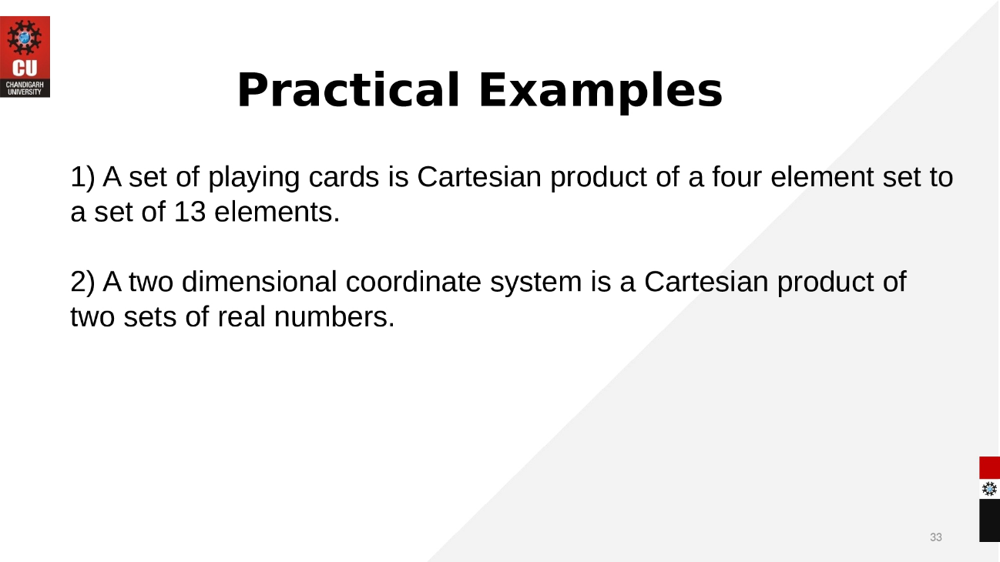 CU
CHANDIGARH
UNIVERSITY
Practical Examples
1) A set of playing cards is Cartesian product of a four element set to
a set of 13 elements.
2) A two dimensional coordinate system is a Cartesian product of
two sets of real numbers.
33